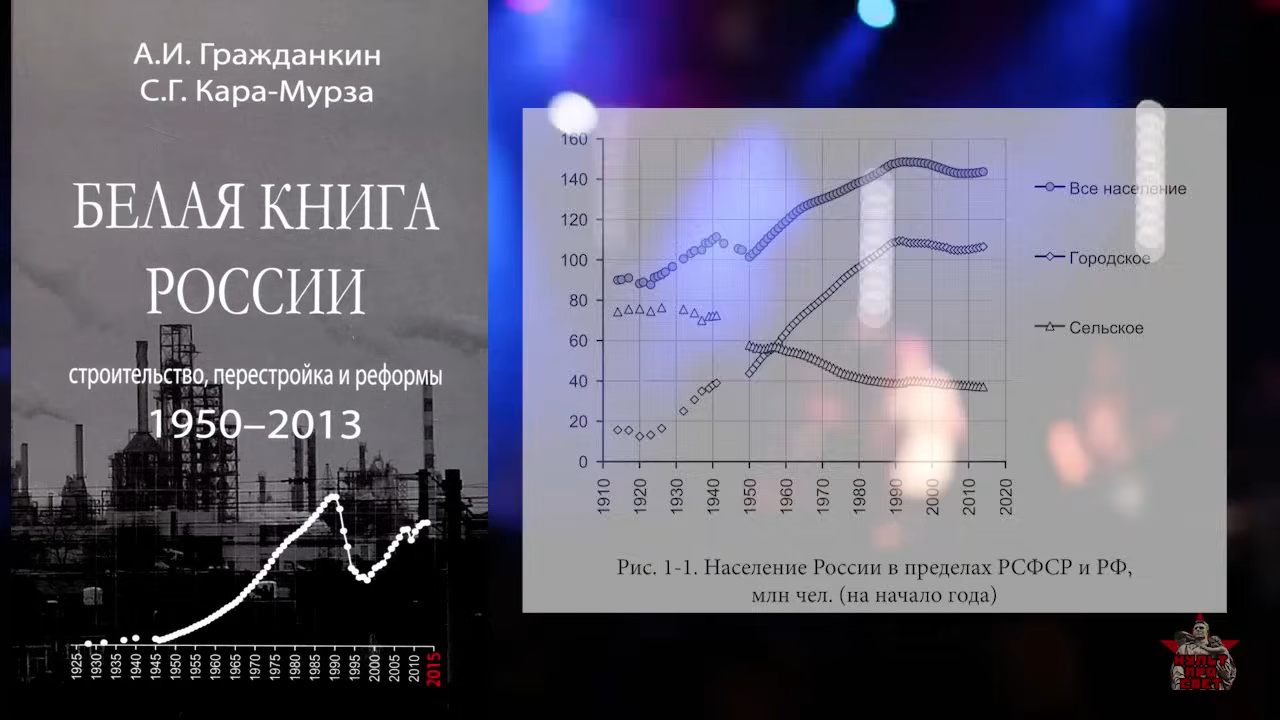 А.И. Гражданкин
С.Г. Кара-Мурза
БЕЛАЯ КНИГА
РОССИИ
строительство, перестройка и реформы
1950–2013
1925 1930 1935 1940 1945 1950 1955 1960 1965 1970 1975 1980 1985 1990 1995 2000 2005 2010 2015
160
140
120
100
80
60
40
20
0
1910 1920 1930 1940 1950 1960 1970 1980 1990 2000 2010 2020
Все население
Городское
Сельское
Рис. 1-1. Население России в пределах РСФСР и РФ,
млн чел. (на начало года)
КУЛЬТ
ПРО
СВЕТ